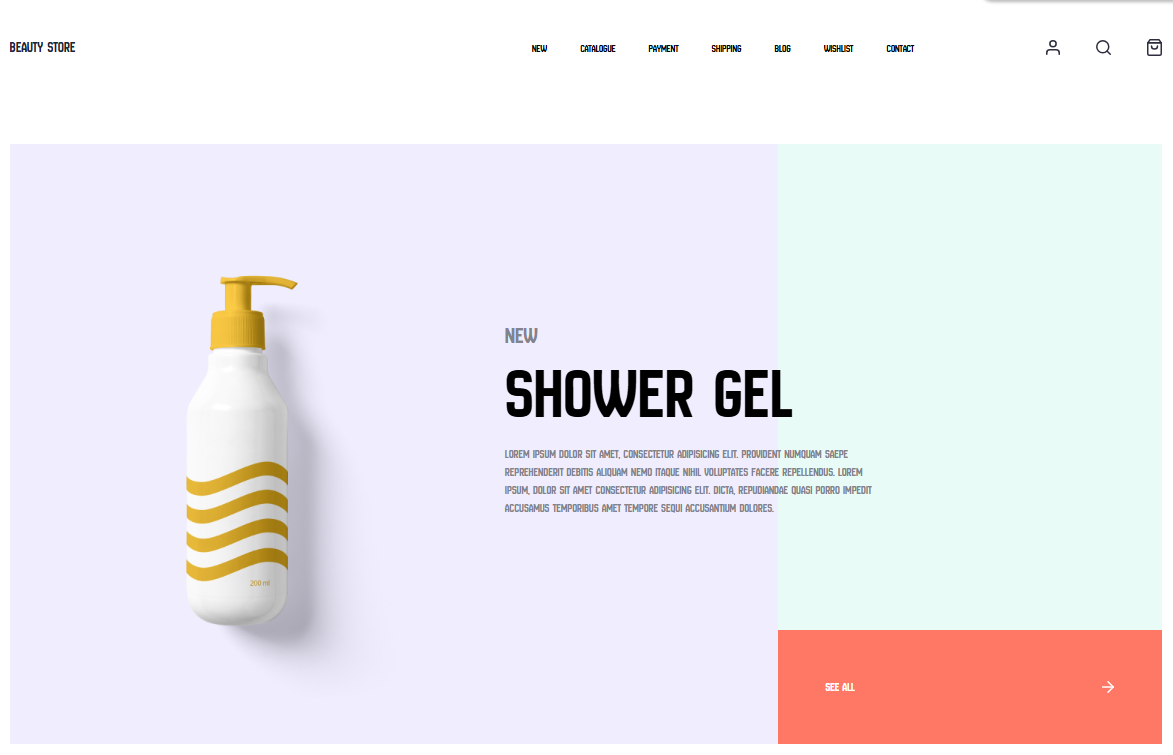 BEAUTY STORE
NEW CATALOGUE PAYMENT SHIPPING BLOG WISHLIST CONTACT
NEW
SHOWER GEL
LOREM IPSUM DOLOR SIT AMET, CONSECTETUR ADIPISICING ELIT. PROVIDENT NUMQUAM SAEPE
REPREHENDERIT DEBITIS ALIQUAM NEMO ITAQUE NIHIL VOLUPTATES FACERE REPELLENDUS. LOREM
IPSUM, DOLOR SIT AMET CONSECTETUR ADIPISICING ELIT. DICTA, REPUDIANDAE QUASI PORRO IMPEDIT
ACCUSAMUS TEMPORIBUS AMET TEMPORE SEQUI ACCUSANTIUM DOLORES.
200 ml
SEE ALL